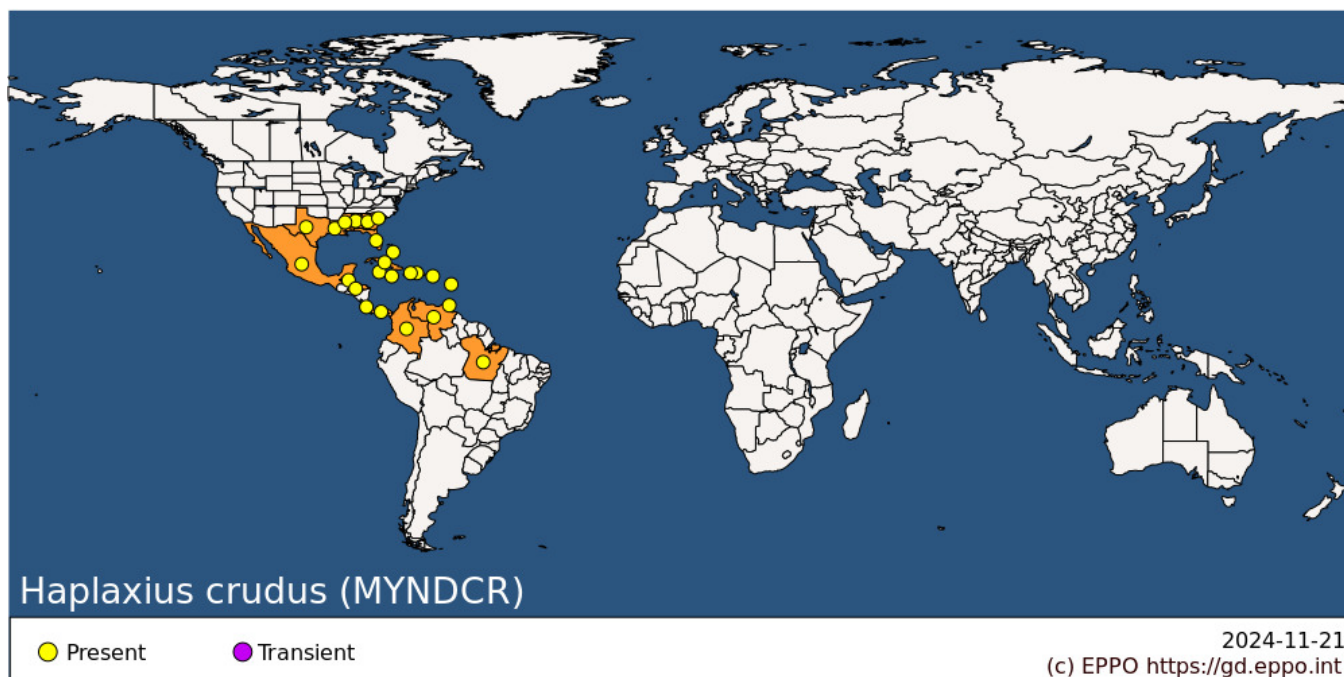 Haplaxius crudus (MYNDCR)
Present
Transient
2024-11-21
(c) EPPO https://gd.eppo.int